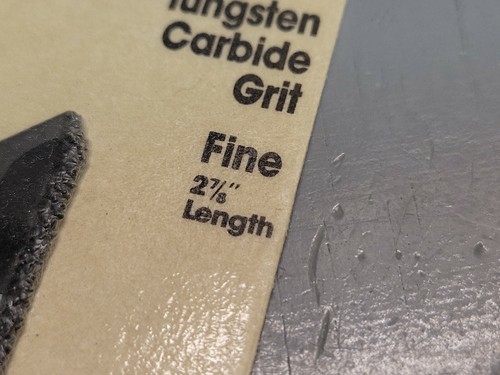 Tungsten
Carbide
Grit
Fine
2⅞"
Length